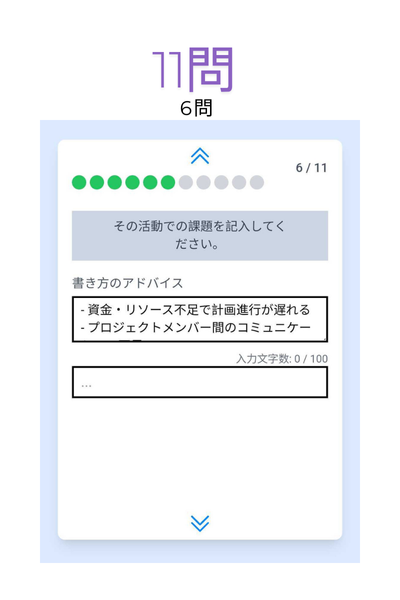 11問
6問
6 / 11
その活動での課題を記入してく
ださい。
書き方のアドバイス
- 資金・リソース不足で計画進行が遅れる
- プロジェクトメンバー間のコミュニケー
入力文字数: 0 / 100
...